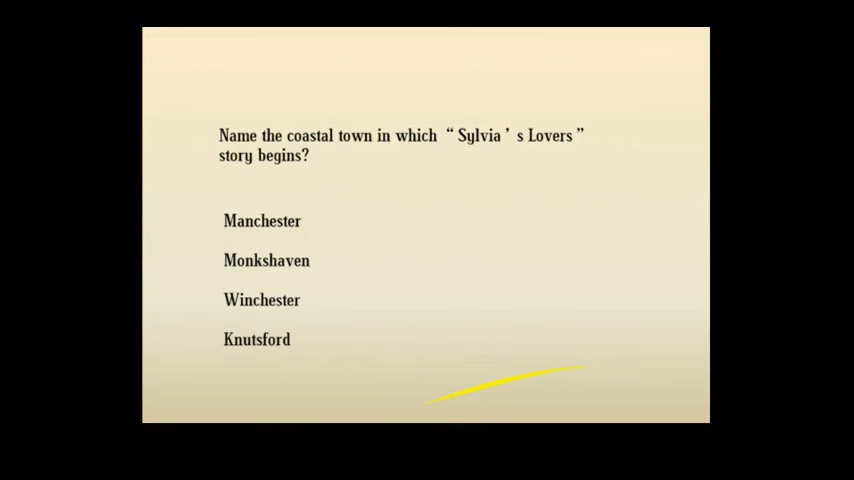 Name the coastal town in which “ Sylvia ’ s Lovers ”
story begins?
Manchester
Monkshaven
Winchester
Knutsford